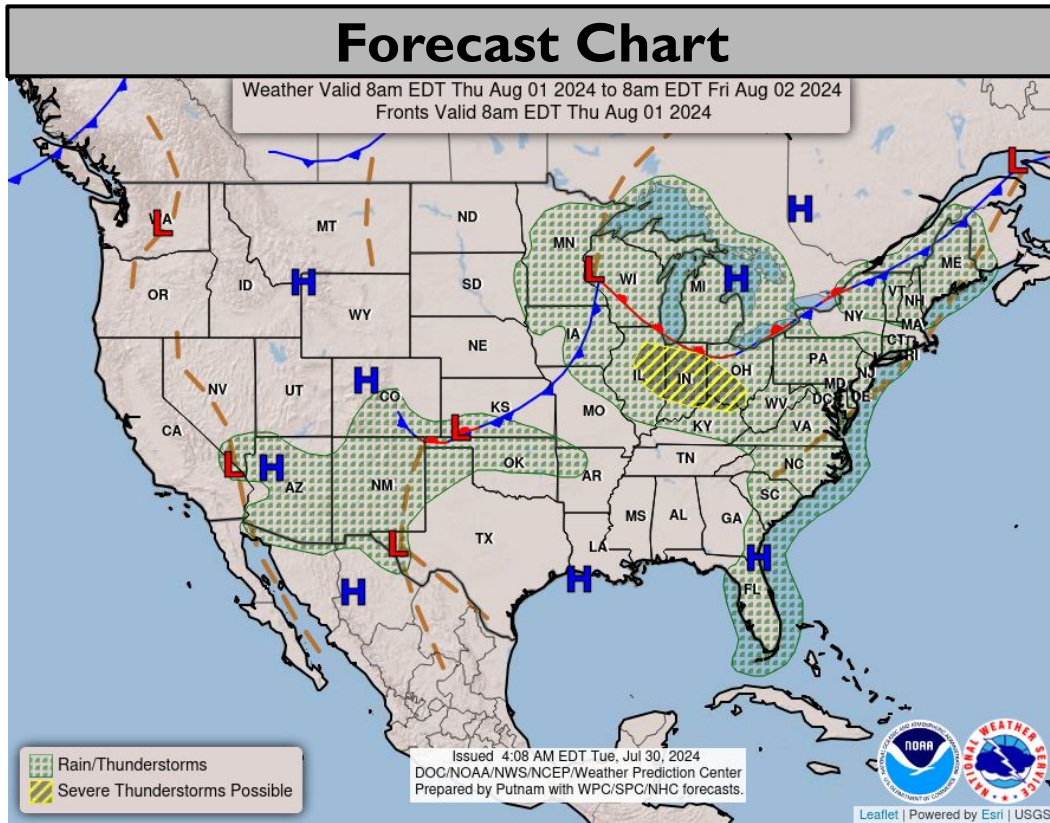 Forecast Chart
Weather Valid 8am EDT Thu Aug 01 2024 to 8am EDT Fri Aug 02 2024
Fronts Valid 8am EDT Thu Aug 01 2024
L
H
L
WA
MT
ND
MN
L
WI
MI
H
ME
OR
ID
H
SD
VT
NH
WY
NY
MA
IA
CT
RI
NE
PA
NJ
OH
NV
UT
H
CO
IL
IN
MD
DE
DC
KS
MO
WV
VA
CA
L
KY
L
H
AZ
NM
OK
AR
TN
NC
SC
MS
AL
GA
L
TX
LA
H
H
H
FL
Rain/Thunderstorms
Severe Thunderstorms Possible
Issued 4:08 AM EDT Tue, Jul 30, 2024
DOC/NOAA/NWS/NCEP/Weather Prediction Center
Prepared by Putnam with WPC/SPC/NHC forecasts.
NOAA
NATIONAL WEATHER SERVICE
Leaflet | Powered by Esri | USGS